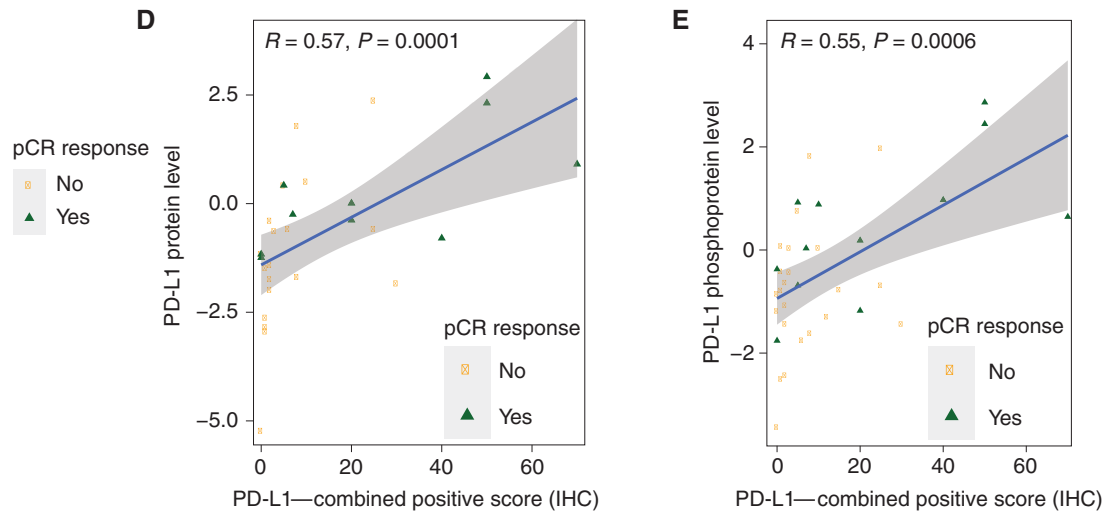 D
R = 0.57, P = 0.0001
PD-L1 protein level
2.5
0.0
−2.5
−5.0
0 20 40 60
PD-L1—combined positive score (IHC)
pCR response
No
Yes
pCR response
No
Yes
E
R = 0.55, P = 0.0006
PD-L1 phosphoprotein level
4
2
0
−2
0 20 40 60
PD-L1—combined positive score (IHC)
pCR response
No
Yes